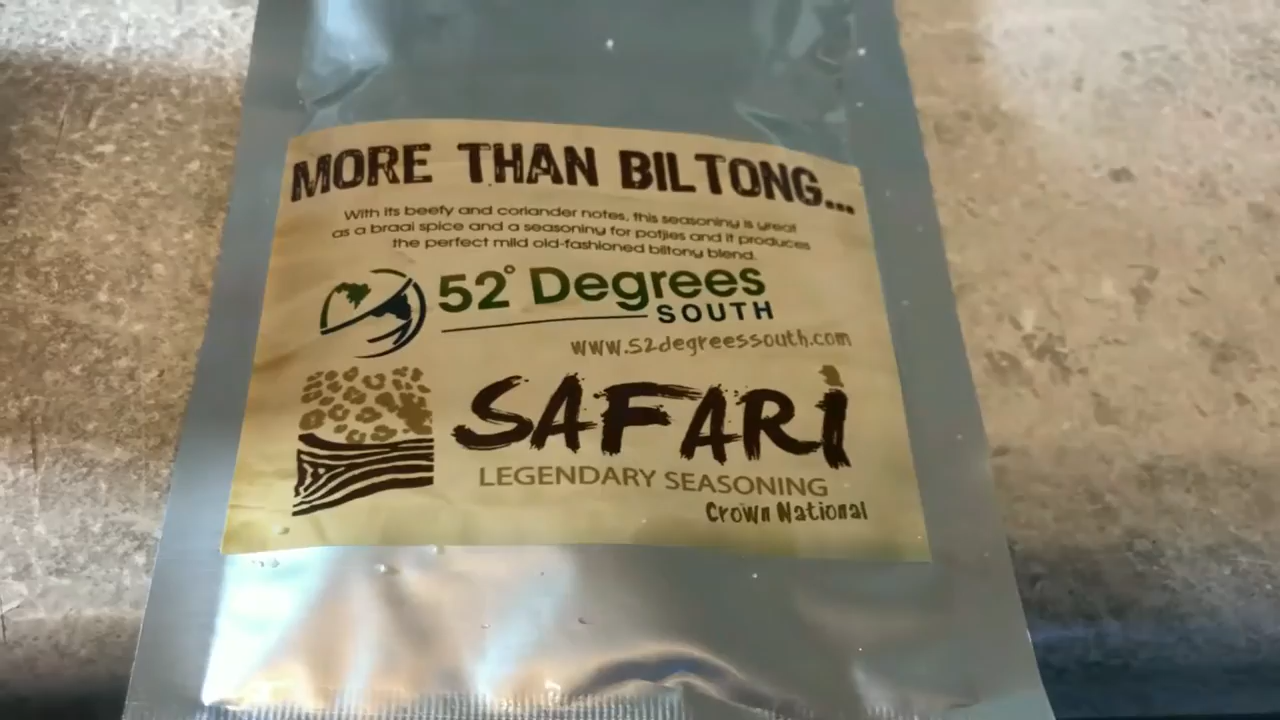 MORE THAN BILTONG...
With its beefy and coriander notes, this seasoning is great
as a braai spice and a seasoning for potjies and it produces
the perfect mild old-fashioned biltong blend.
52° Degrees
SOUTH
www.52degreessouth.com
SAFARI
LEGENDARY SEASONING
Crown National